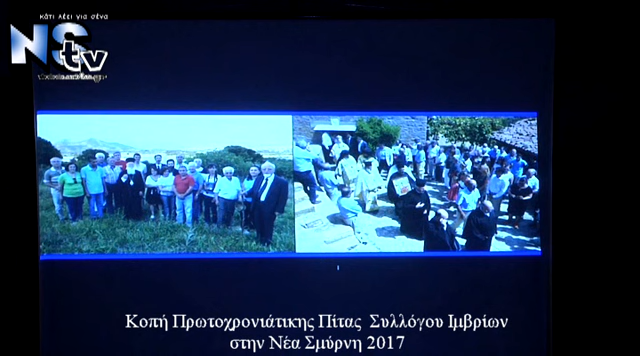 κάτι λέει για σένα
NS
tv
Κοπή Πρωτοχρονιάτικης Πίτας Συλλόγου Ιμβρίων
στην Νέα Σμύρνη 2017